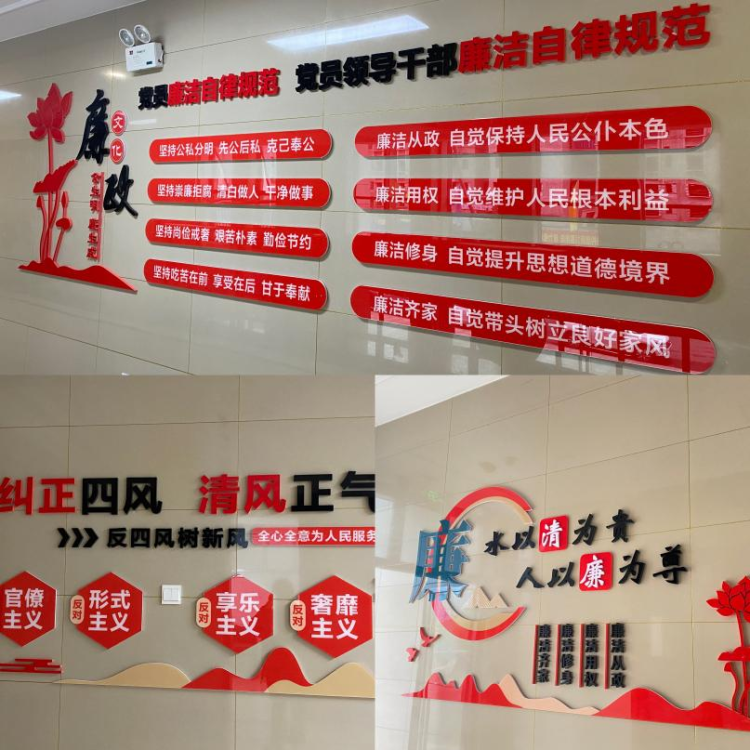 党员廉洁自律规范 党员领导干部廉洁自律规范
廉政
文化
坚持公私分明 先公后私 克己奉公
坚持崇廉拒腐 清白做人 干净做事
坚持尚俭戒奢 艰苦朴素 勤俭节约
坚持吃苦在前 享受在后 甘于奉献
廉洁从政 自觉保持人民公仆本色
廉洁用权 自觉维护人民根本利益
廉洁修身 自觉提升思想道德境界
廉洁齐家 自觉带头树立良好家风
纠正四风 清风正气
反四风树新风 全心全意为人民服务
官僚主义
反对 形式主义
反对 享乐主义
反对 奢靡主义
廉
水以清为贵
人以廉为尊
廉洁从政
廉洁用权
廉洁修身
廉洁齐家